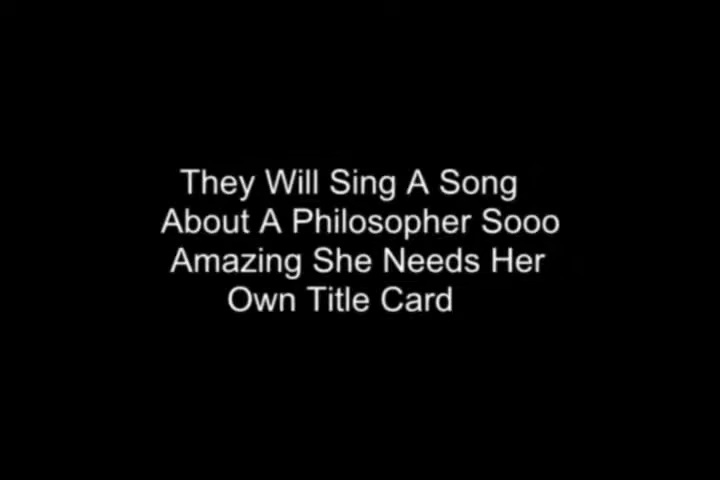 They Will Sing A Song
About A Philosopher Sooo
Amazing She Needs Her
Own Title Card